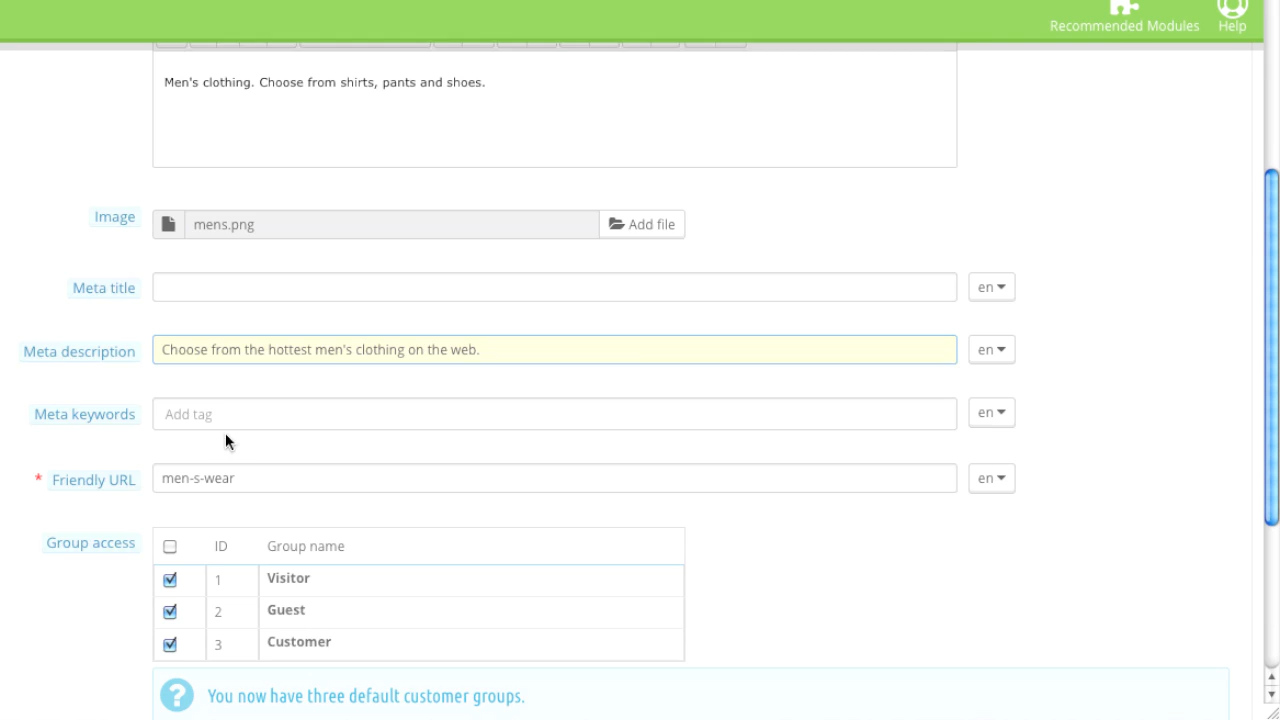 Recommended Modules
Help
Men's clothing. Choose from shirts, pants and shoes.
Image
mens.png
Add file
Meta title
en
Meta description
Choose from the hottest men's clothing on the web.
en
Meta keywords
Add tag
en
* Friendly URL
men-s-wear
en
Group access
ID
Group name
1
Visitor
2
Guest
3
Customer
? You now have three default customer groups.